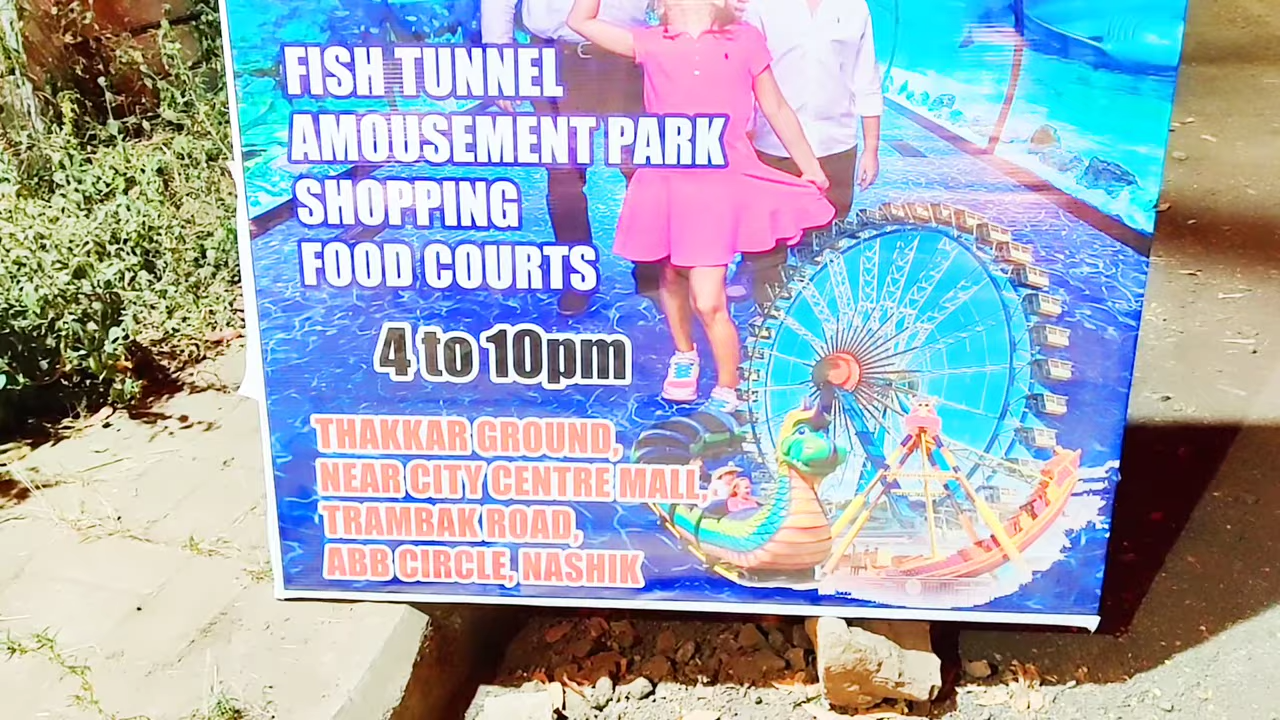 FISH TUNNEL
AMOUSEMENT PARK
SHOPPING
FOOD COURTS
4 to 10pm
THAKKAR GROUND,
NEAR CITY CENTRE MALL,
TRAMBAK ROAD,
ABB CIRCLE, NASHIK